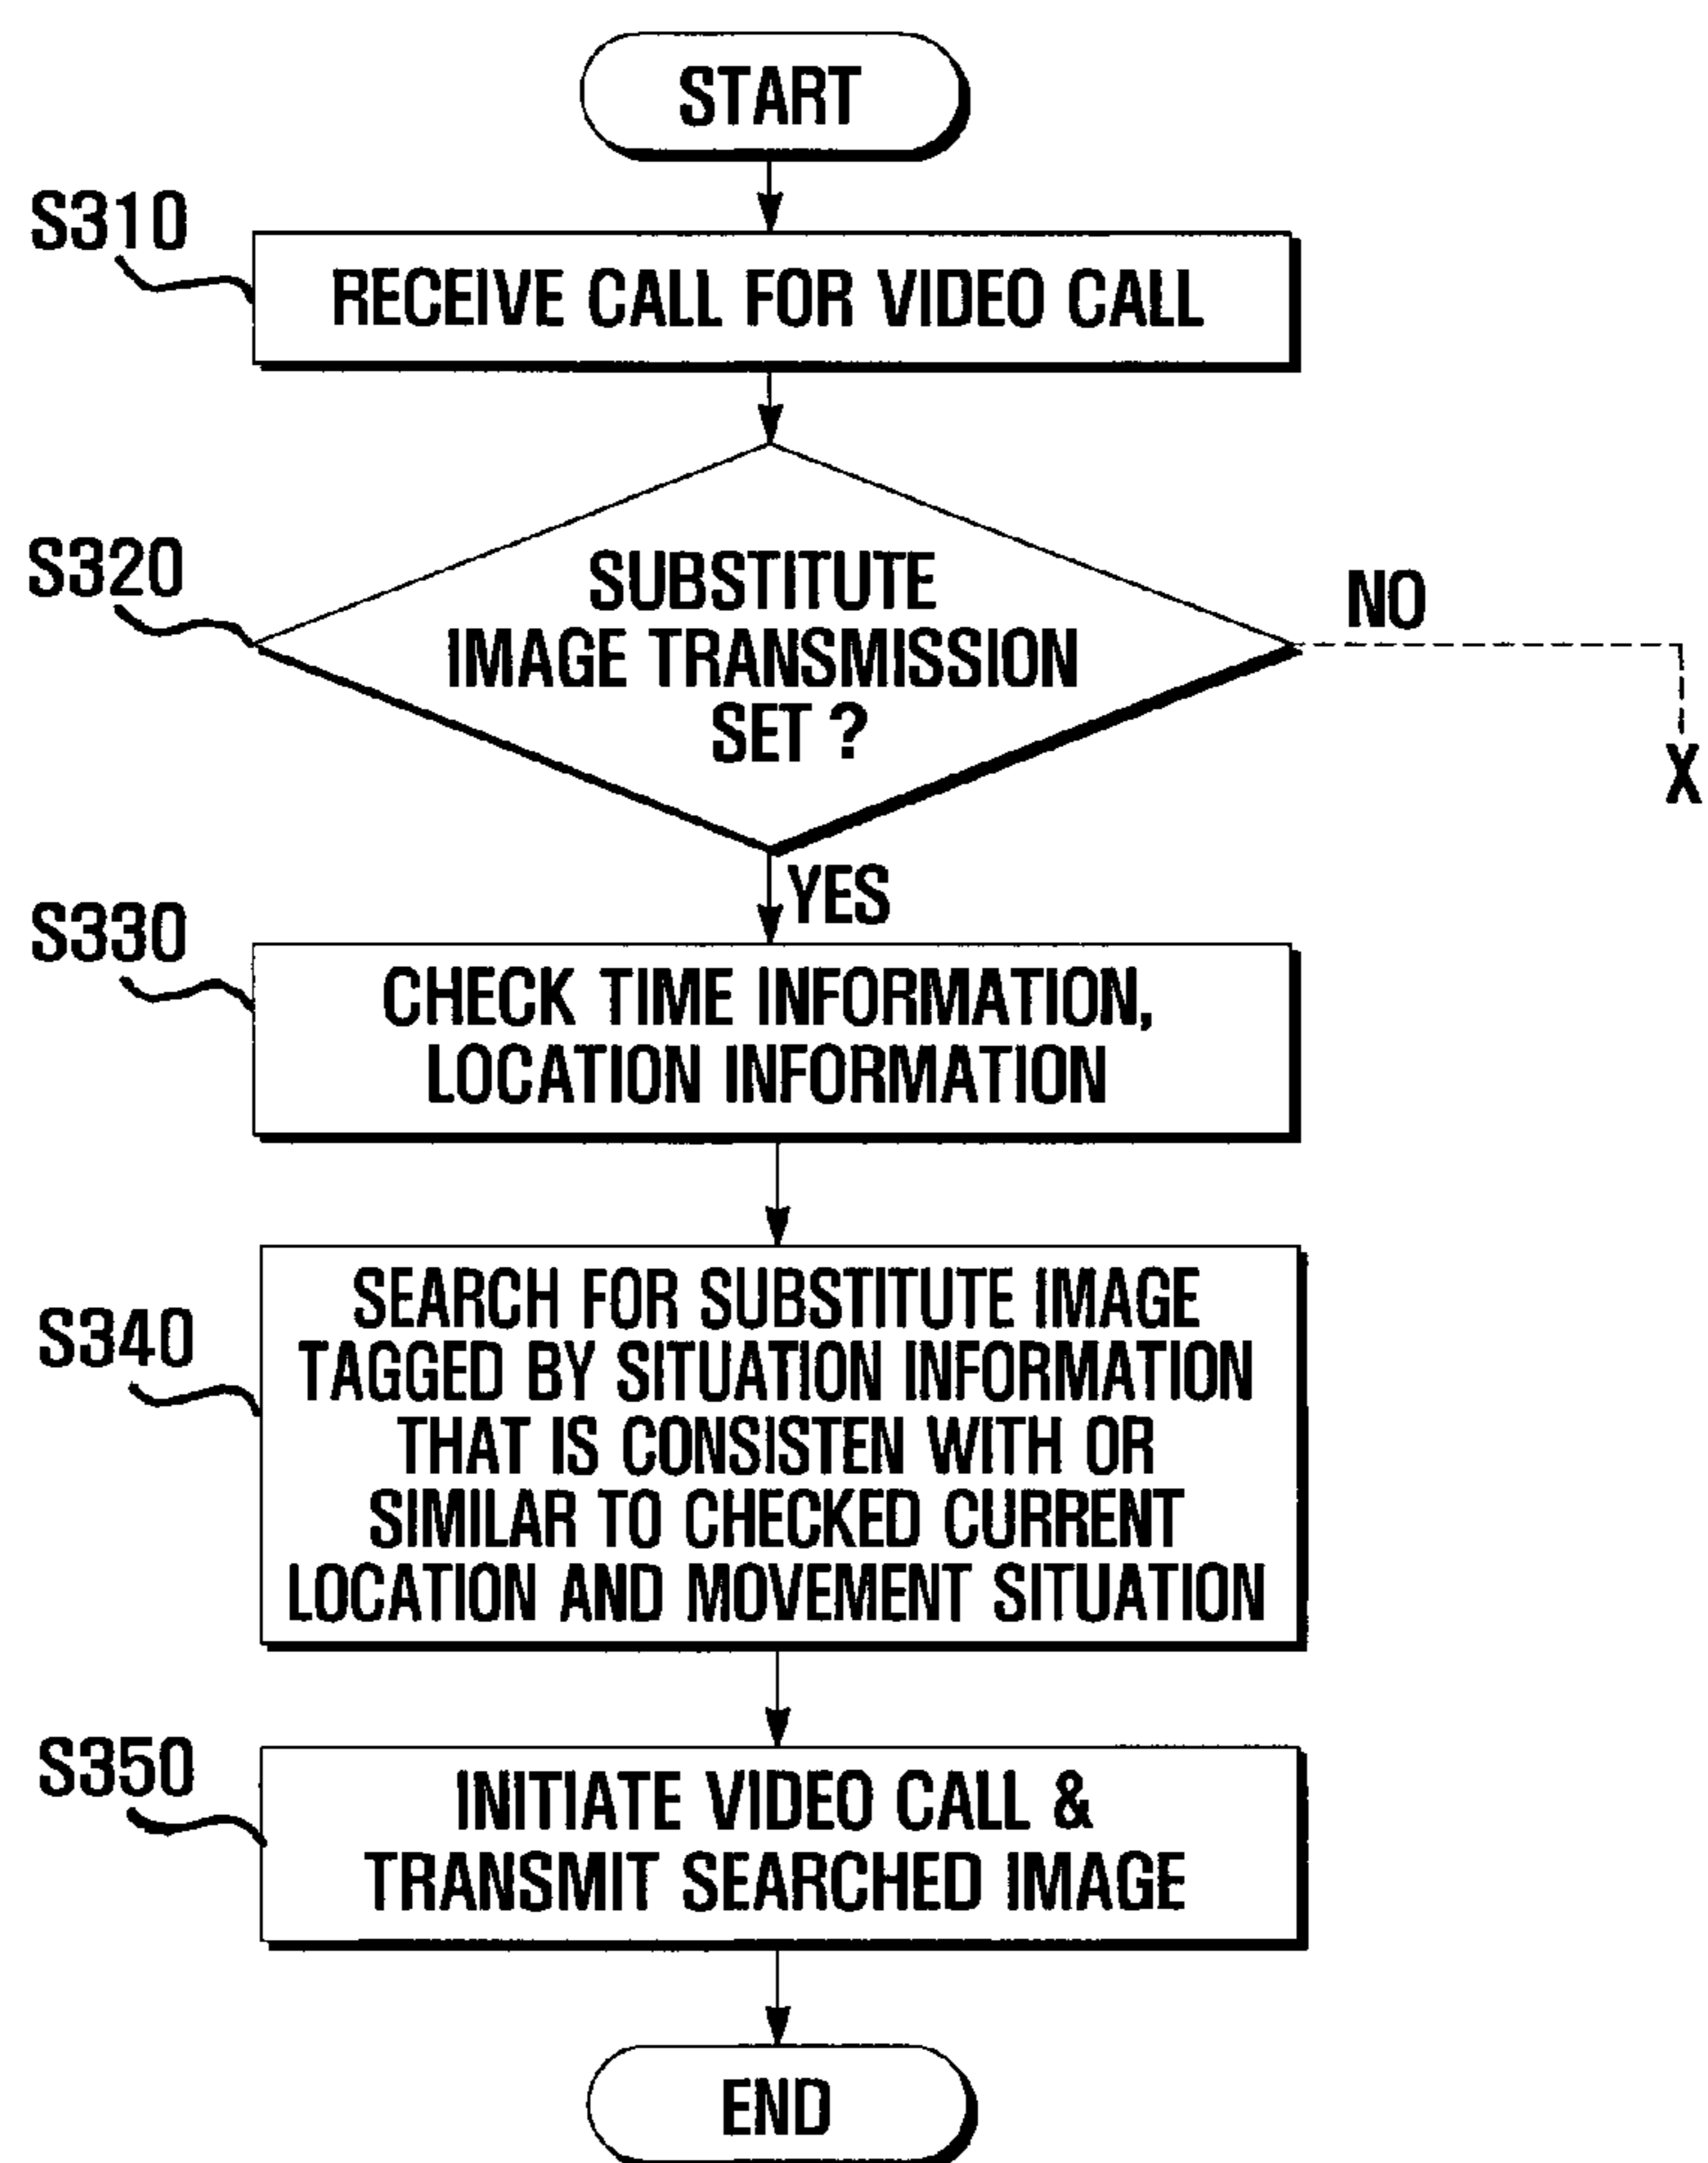 START
S310
RECEIVE CALL FOR VIDEO CALL
S320
SUBSTITUTE
IMAGE TRANSMISSION
SET ?
NO
X
YES
S330
CHECK TIME INFORMATION,
LOCATION INFORMATION
S340
SEARCH FOR SUBSTITUTE IMAGE
TAGGED BY SITUATION INFORMATION
THAT IS CONSISTEN WITH OR
SIMILAR TO CHECKED CURRENT
LOCATION AND MOVEMENT SITUATION
S350
INITIATE VIDEO CALL &
TRANSMIT SEARCHED IMAGE
END